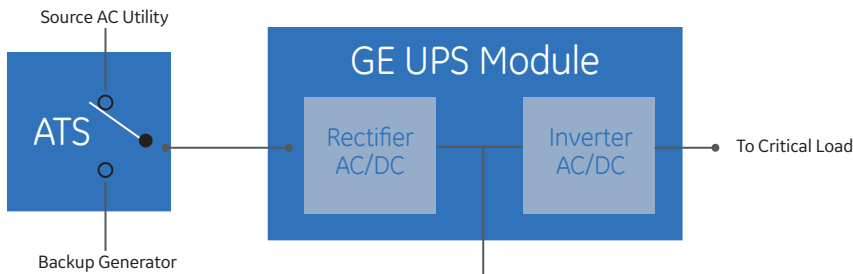 Source AC Utility
ATS
Backup Generator
GE UPS Module
Rectifier
AC/DC
Inverter
AC/DC
To Critical Load